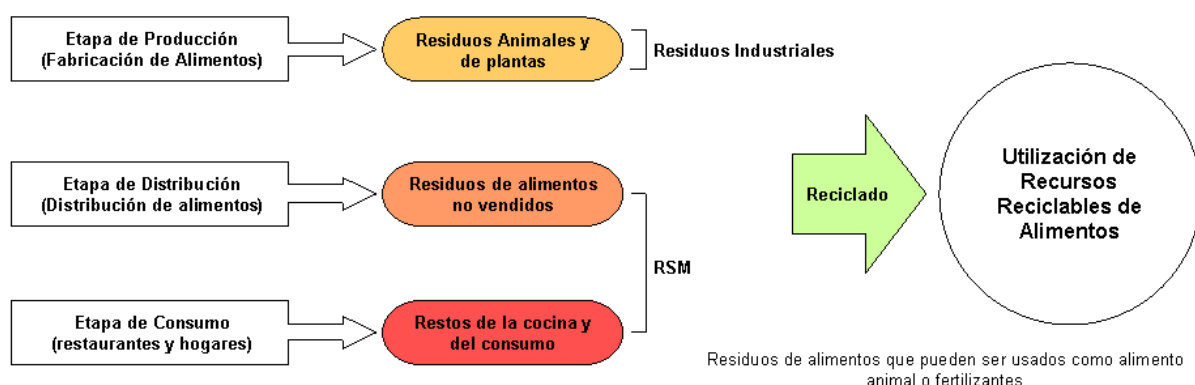 Etapa de Producción
(Fabricación de Alimentos)
Residuos Animales y
de plantas
Residuos Industriales
Etapa de Distribución
(Distribución de alimentos)
Residuos de alimentos
no vendidos
RSM
Etapa de Consumo
(restaurantes y hogares)
Restos de la cocina y
del consumo
Reciclado
Utilización de
Recursos
Reciclables de
Alimentos
Residuos de alimentos que pueden ser usados como alimento
animal o fertilizantes